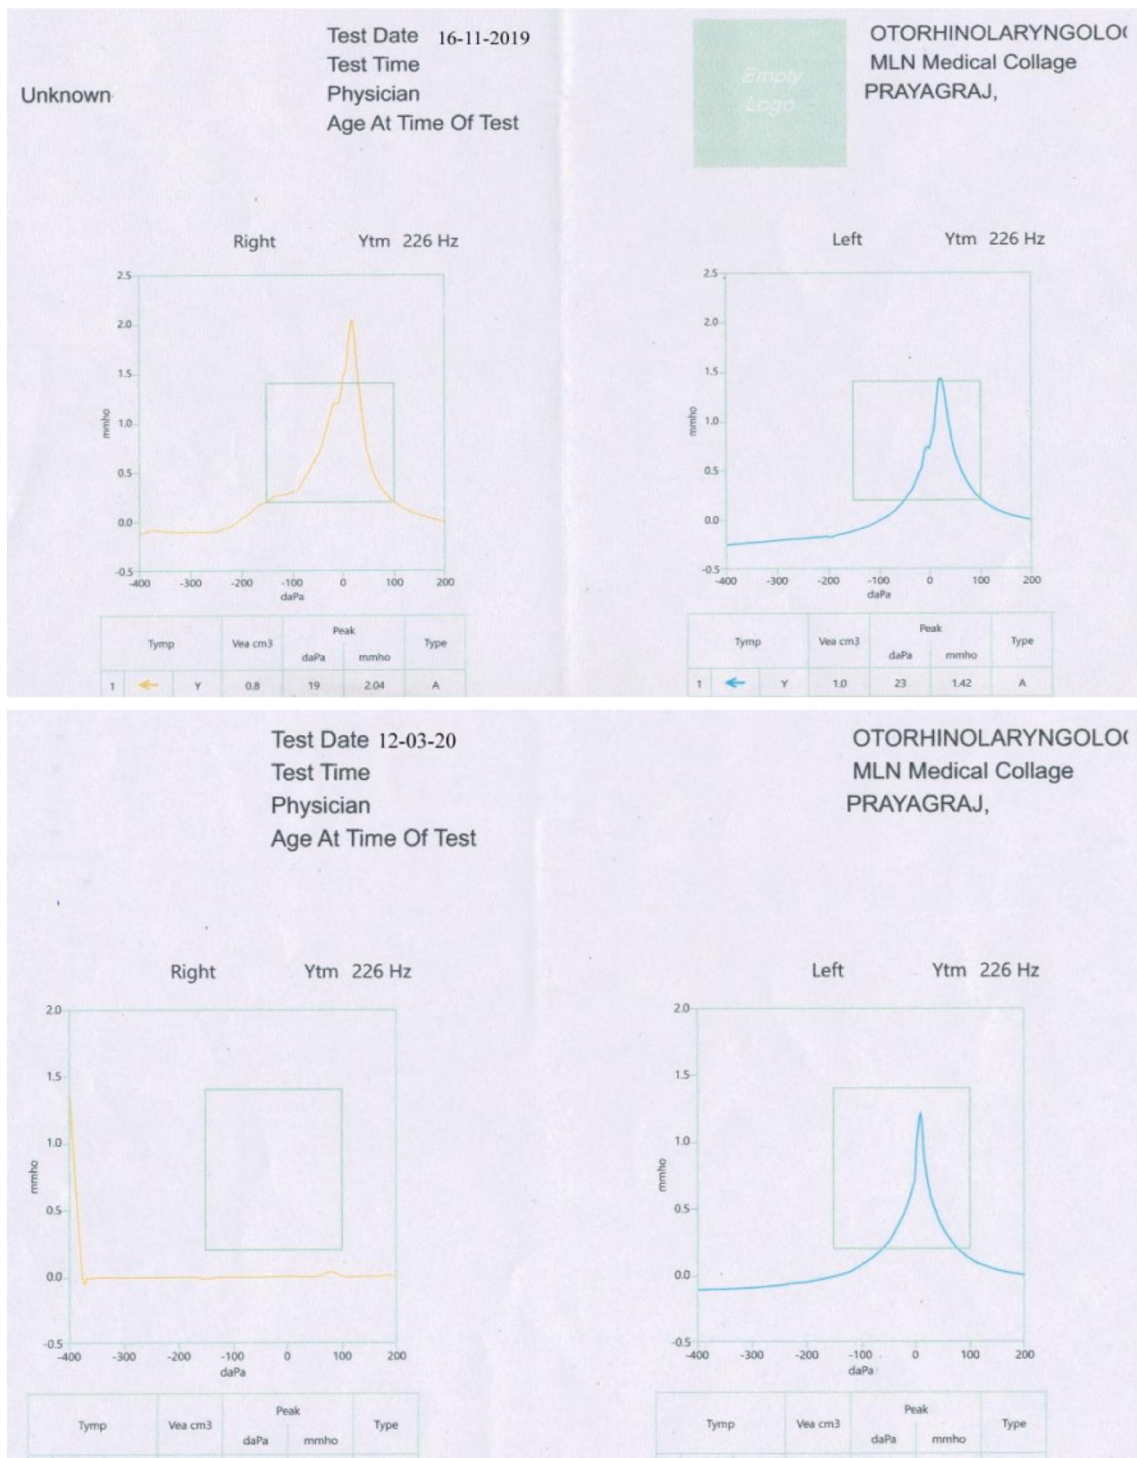 Test Date 16-11-2019
Test Time
Unknown
Physician
Age At Time Of Test
Empty
Logo
OTORHINOLARYNGOLO(
MLN Medical Collage
PRAYAGRAJ,
Right Ytm 226 Hz
2.5
2.0
1.5
1.0
0.5
0.0
-0.5
mmho
-400 -300 -200 -100 0 100 200
daPa
Tymp Vea cm3 Peak Type
daPa mmho
1 ← Y 0.8 19 2.04 A
Left Ytm 226 Hz
2.5
2.0
1.5
1.0
0.5
0.0
-0.5
mmho
-400 -300 -200 -100 0 100 200
daPa
Tymp Vea cm3 Peak Type
daPa mmho
1 ← Y 1.0 23 1.42 A
Test Date 12-03-20
Test Time
Physician
Age At Time Of Test
OTORHINOLARYNGOLO(
MLN Medical Collage
PRAYAGRAJ,
Right Ytm 226 Hz
2.0
1.5
1.0
0.5
0.0
-0.5
mmho
-400 -300 -200 -100 0 100 200
daPa
Tymp Vea cm3 Peak Type
daPa mmho
Left Ytm 226 Hz
2.0
1.5
1.0
0.5
0.0
-0.5
mmho
-400 -300 -200 -100 0 100 200
daPa
Tymp Vea cm3 Peak Type
daPa mmho